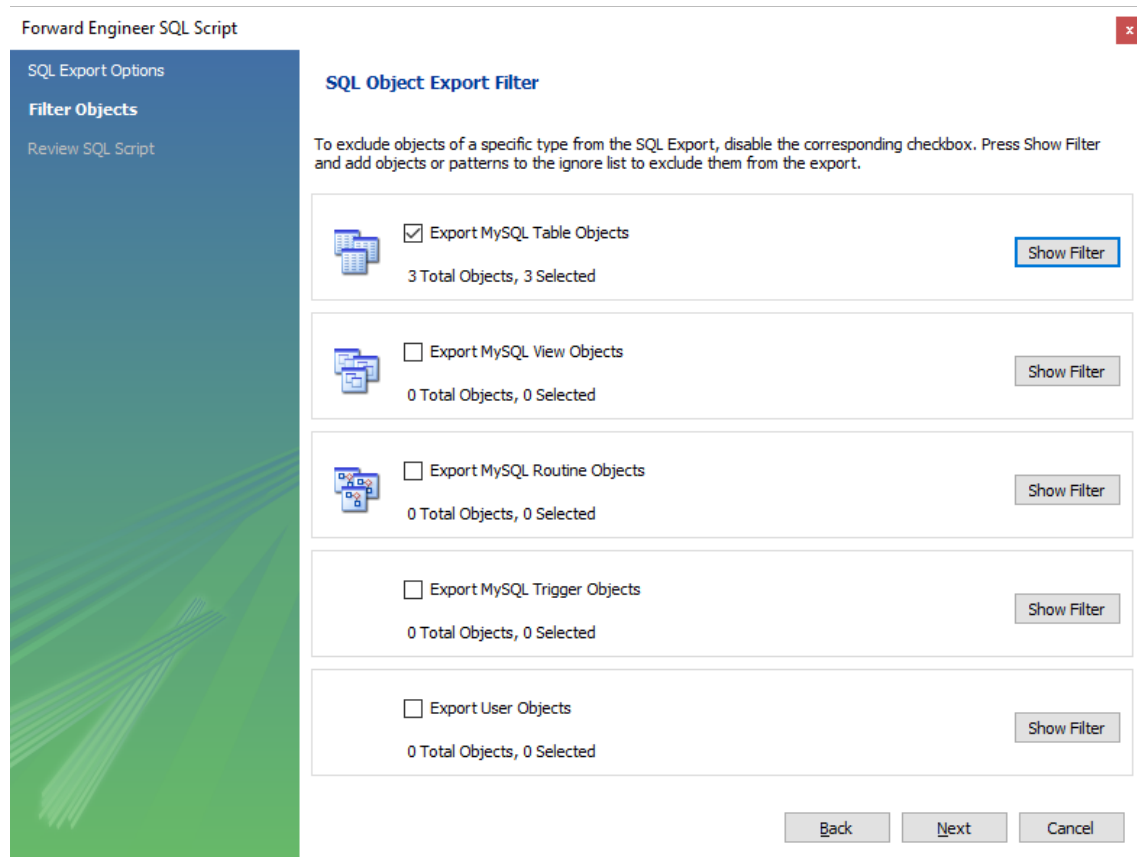 Forward Engineer SQL Script
x
SQL Export Options
Filter Objects
Review SQL Script
SQL Object Export Filter
To exclude objects of a specific type from the SQL Export, disable the corresponding checkbox. Press Show Filter
and add objects or patterns to the ignore list to exclude them from the export.
Export MySQL Table Objects
3 Total Objects, 3 Selected
Show Filter
Export MySQL View Objects
0 Total Objects, 0 Selected
Show Filter
Export MySQL Routine Objects
0 Total Objects, 0 Selected
Show Filter
Export MySQL Trigger Objects
0 Total Objects, 0 Selected
Show Filter
Export User Objects
0 Total Objects, 0 Selected
Show Filter
Back Next Cancel